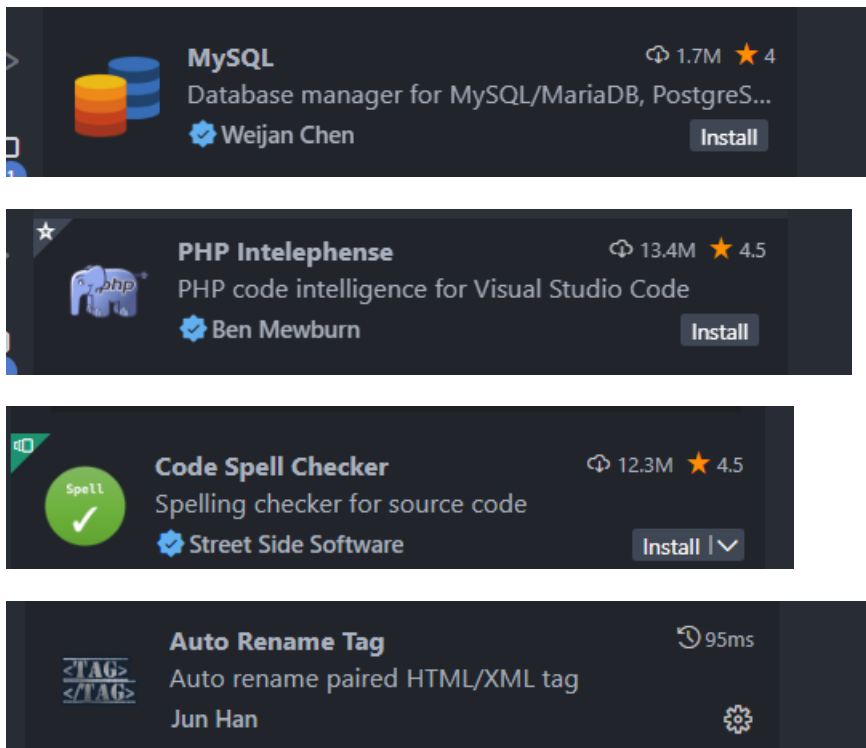 MySQL 1.7M 4
Database manager for MySQL/MariaDB, PostgreS...
Weijan Chen Install
1
PHP Intelephense 13.4M 4.5
php
PHP code intelligence for Visual Studio Code
Ben Mewburn Install
Code Spell Checker 12.3M 4.5
Spell
Spelling checker for source code
Street Side Software Install
Auto Rename Tag 95ms
<TAG>
Auto rename paired HTML/XML tag
</TAG>
Jun Han